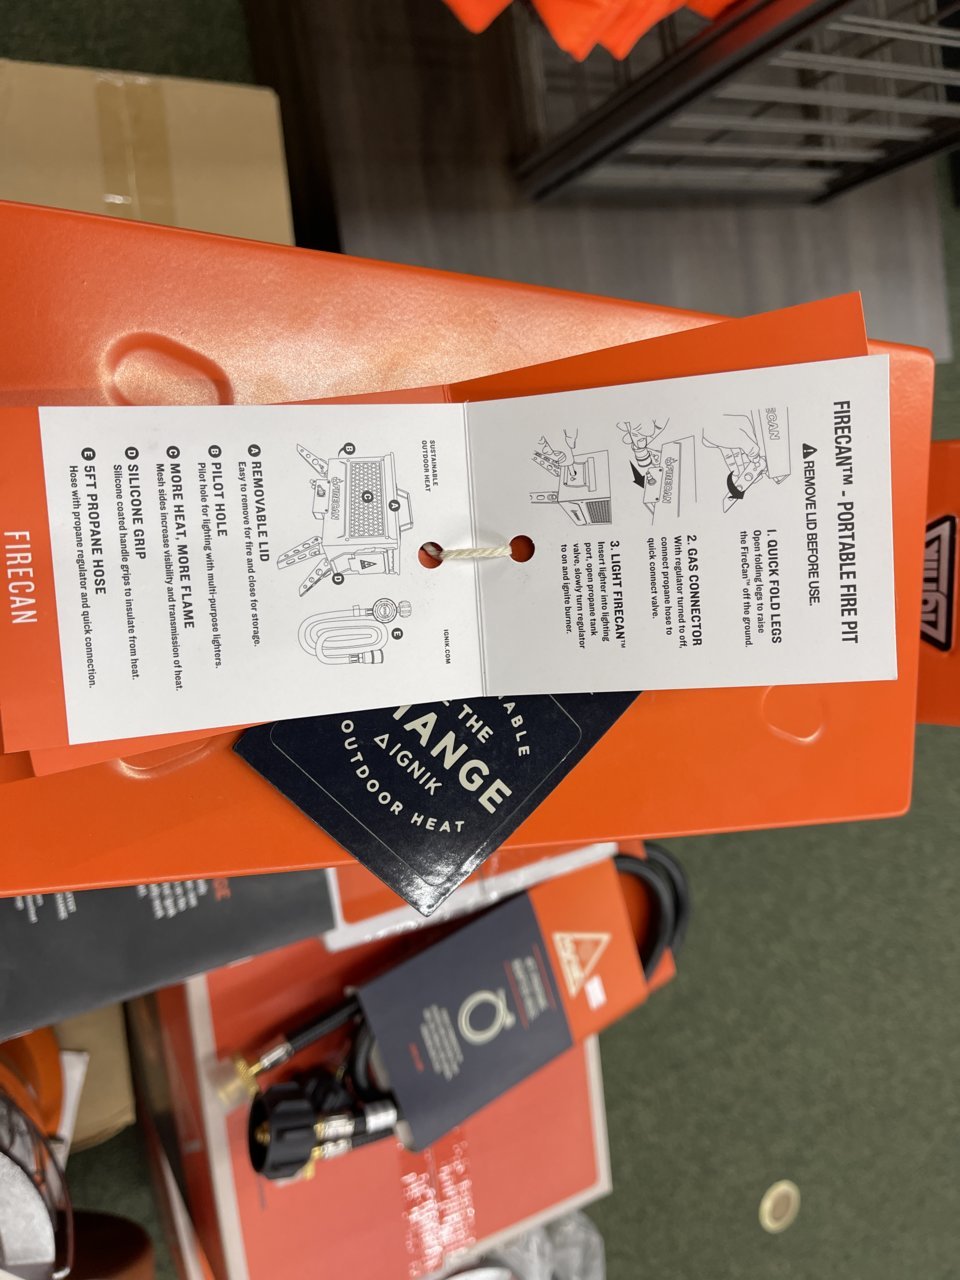 FIRECAN™ - PORTABLE FIRE PIT
REMOVE LID BEFORE USE.
1. QUICK FOLD LEGS
Open folding legs to raise
the FireCan™ off the ground.
2. GAS CONNECTOR
With regulator turned to off,
connect propane hose to
quick connect valve.
3. LIGHT FIRECAN™
Insert lighter into lighting
port, open propane tank
valve, slowly turn regulator
to on and ignite burner.
SUSTAINABLE
OUTDOOR HEAT
IGNIK.COM
A
B
C
D
E
FIRECAN
A REMOVABLE LID
Easy to remove for fire and close for storage.
B PILOT HOLE
Pilot hole for lighting with multi-purpose lighters.
C MORE HEAT, MORE FLAME
Mesh sides increase visibility and transmission of heat.
D SILICONE GRIP
Silicone coated handle grips to insulate from heat.
E 5FT PROPANE HOSE
Hose with propane regulator and quick connection.
FIRECAN
THE
IGNIK
OUTDOOR HEAT